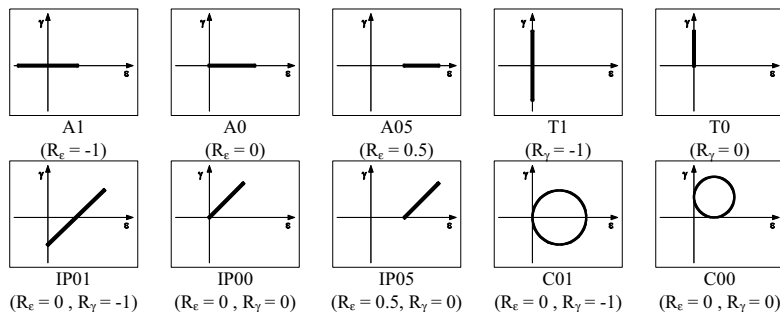 γ γ γ γ γ
ε ε ε ε ε
A1 A0 A05 T1 T0
(Rε = -1) (Rε = 0) (Rε = 0.5) (Rγ = -1) (Rγ = 0)
γ γ γ γ γ
ε ε ε ε ε
IP01 IP00 IP05 C01 C00
(Rε = 0 , Rγ = -1) (Rε = 0 , Rγ = 0) (Rε = 0.5, Rγ = 0) (Rε = 0 , Rγ = -1) (Rε = 0 , Rγ = 0)